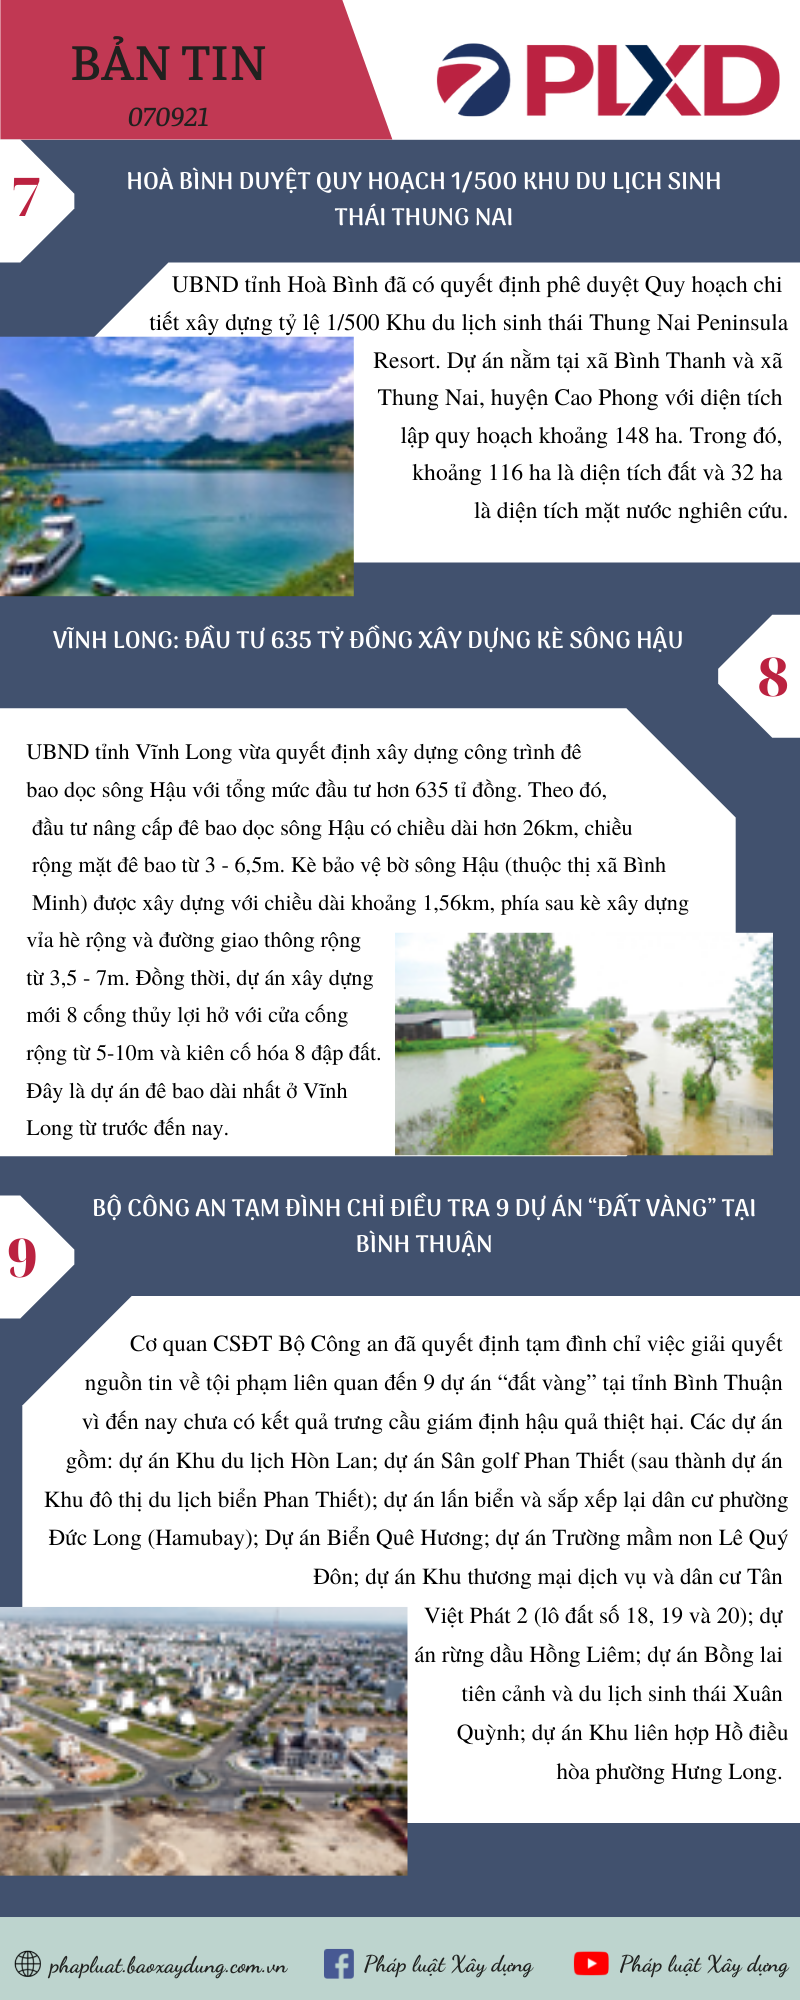 BẢN TIN
070921
PLXD
7
HOÀ BÌNH DUYỆT QUY HOẠCH 1/500 KHU DU LỊCH SINH
THÁI THUNG NAI
UBND tỉnh Hoà Bình đã có quyết định phê duyệt Quy hoạch chi
tiết xây dựng tỷ lệ 1/500 Khu du lịch sinh thái Thung Nai Peninsula
Resort. Dự án nằm tại xã Bình Thanh và xã
Thung Nai, huyện Cao Phong với diện tích
lập quy hoạch khoảng 148 ha. Trong đó,
khoảng 116 ha là diện tích đất và 32 ha
là diện tích mặt nước nghiên cứu.
VĨNH LONG: ĐẦU TƯ 635 TỶ ĐỒNG XÂY DỰNG KÈ SÔNG HẬU
8
UBND tỉnh Vĩnh Long vừa quyết định xây dựng công trình đê
bao dọc sông Hậu với tổng mức đầu tư hơn 635 tỉ đồng. Theo đó,
đầu tư nâng cấp đê bao dọc sông Hậu có chiều dài hơn 26km, chiều
rộng mặt đê bao từ 3 - 6,5m. Kè bảo vệ bờ sông Hậu (thuộc thị xã Bình
Minh) được xây dựng với chiều dài khoảng 1,56km, phía sau kè xây dựng
vỉa hè rộng và đường giao thông rộng
từ 3,5 - 7m. Đồng thời, dự án xây dựng
mới 8 cống thủy lợi hở với cửa cống
rộng từ 5-10m và kiên cố hóa 8 đập đất.
Đây là dự án đê bao dài nhất ở Vĩnh
Long từ trước đến nay.
9
BỘ CÔNG AN TẠM ĐÌNH CHỈ ĐIỀU TRA 9 DỰ ÁN “ĐẤT VÀNG” TẠI
BÌNH THUẬN
Cơ quan CSĐT Bộ Công an đã quyết định tạm đình chỉ việc giải quyết
nguồn tin về tội phạm liên quan đến 9 dự án “đất vàng” tại tỉnh Bình Thuận
vì đến nay chưa có kết quả trưng cầu giám định hậu quả thiệt hại. Các dự án
gồm: dự án Khu du lịch Hòn Lan; dự án Sân golf Phan Thiết (sau thành dự án
Khu đô thị du lịch biển Phan Thiết); dự án lấn biển và sắp xếp lại dân cư phường
Đức Long (Hamubay); Dự án Biển Quê Hương; dự án Trường mầm non Lê Quý
Đôn; dự án Khu thương mại dịch vụ và dân cư Tân
Việt Phát 2 (lô đất số 18, 19 và 20); dự
án rừng dầu Hồng Liêm; dự án Bồng lai
tiên cảnh và du lịch sinh thái Xuân
Quỳnh; dự án Khu liên hợp Hồ điều
hòa phường Hưng Long.
phapluat.baoxaydung.com.vn
Pháp luật Xây dựng
Pháp luật Xây dựng